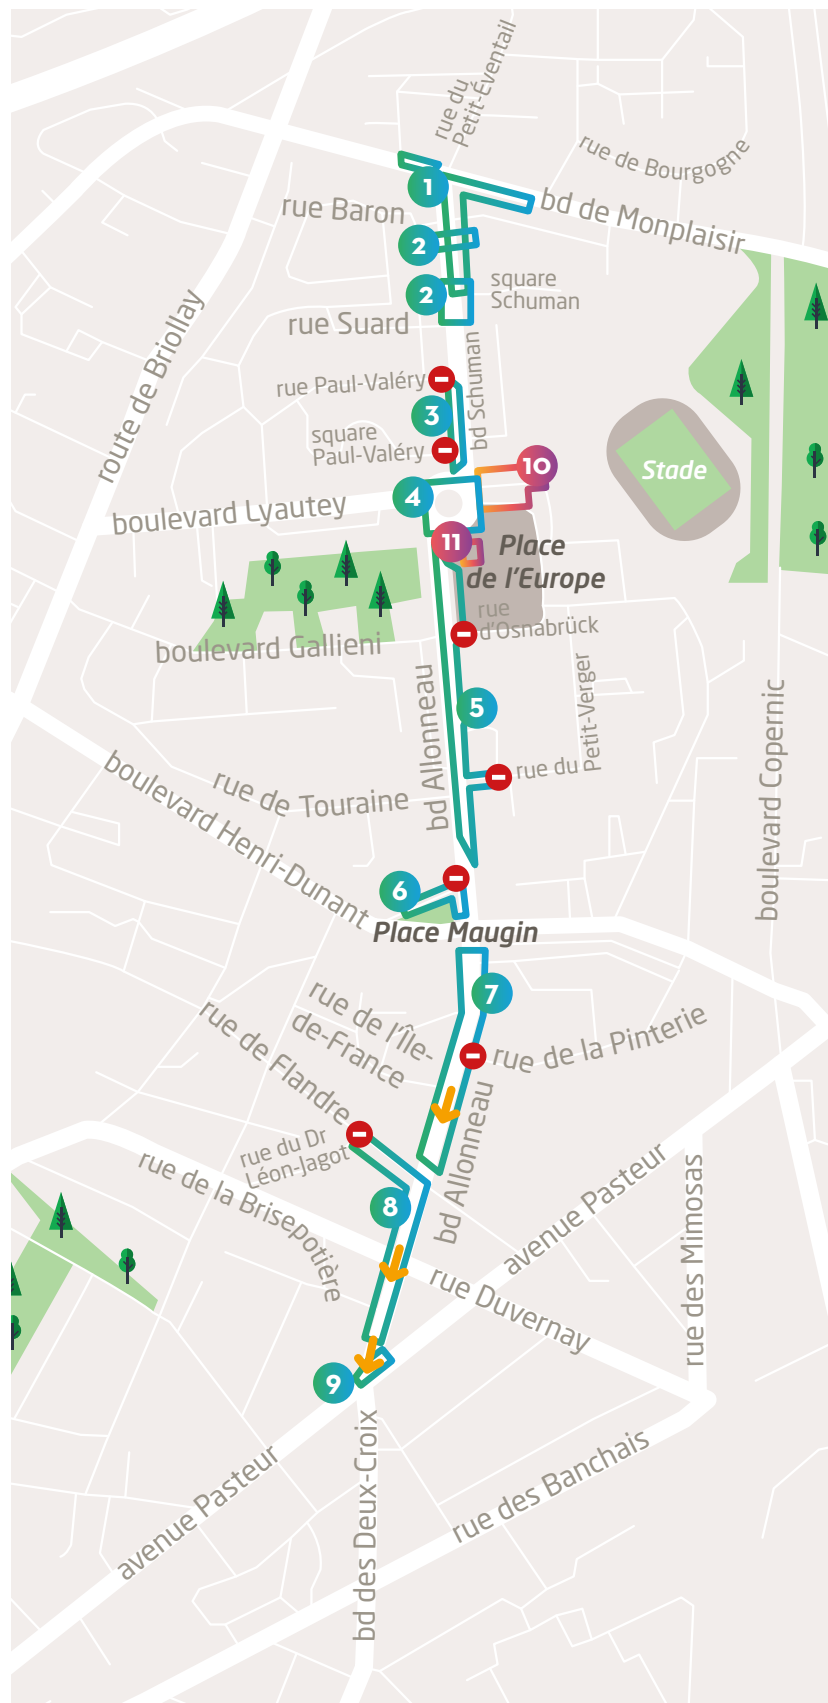 rue du
Petit-Éventail
rue de Bourgogne
1
rue Baron
bd de Monplaisir
2
2
square
Schuman
rue Suard
route de Briollay
bd Schuman
rue Paul-Valéry
3
square
Paul-Valéry
10
Stade
4
boulevard Lyautey
11
Place
de l'Europe
rue
d'Osnabrück
boulevard Gallieni
bd Allonneau
5
Petit-Verger
rue du
boulevard Copernic
rue de Touraine
boulevard Henri-Dunant
6
Place Maugin
7
rue de l'Île-
de-France
rue de la Pinterie
rue de Flandre
bd Allonneau
rue du Dr
Léon-Jagot
rue de la Brisepotière
8
avenue Pasteur
rue des Mimosas
rue Duvernay
9
bd des Deux-Croix
avenue Pasteur
rue des Banchais